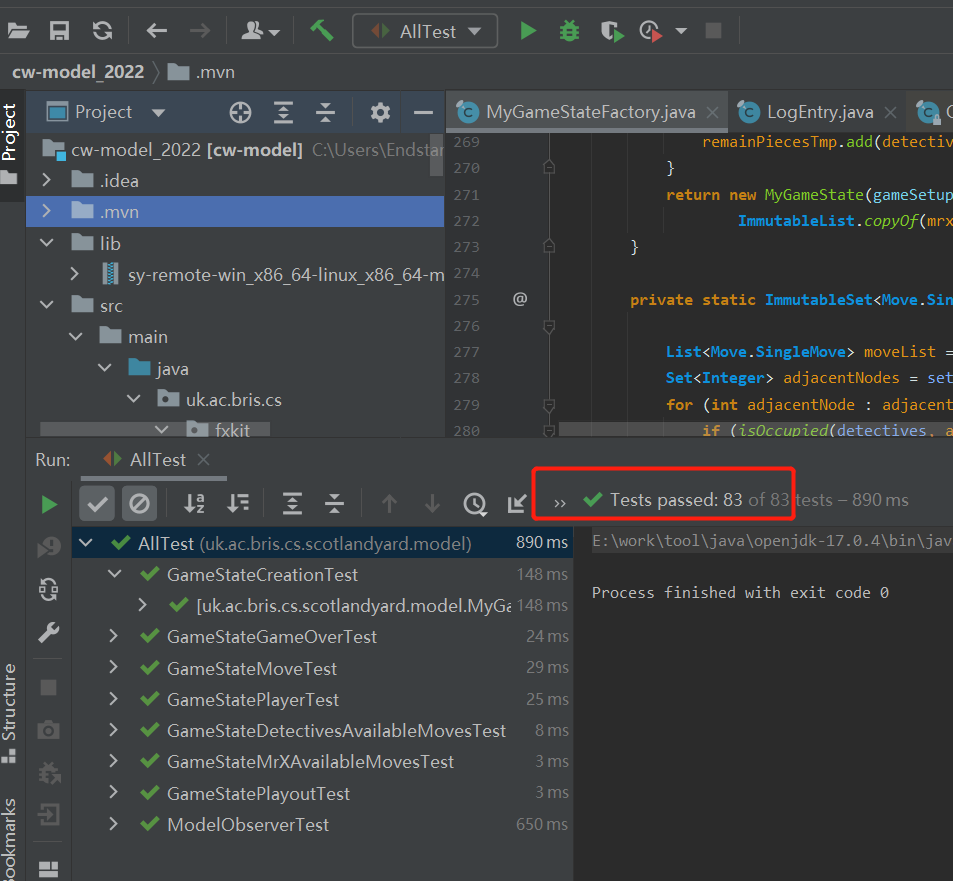 AllTest
cw-model_2022 .mvn
Project
Project
MyGameStateFactory.java
LogEntry.java
cw-model_2022 [cw-model] C:\Users\Endstar
.idea
.mvn
lib
sy-remote-win_x86_64-linux_x86_64-m
src
main
java
uk.ac.bris.cs
fxkit
269 remainPiecesTmp.add(detectiv
270 }
271 return new MyGameState(gameSetup
272 ImmutableList.copyOf(mrx
273 }
274
275 @ private static ImmutableSet<Move.Sin
276
277 List<Move.SingleMove> moveList =
278 Set<Integer> adjacentNodes = set
279 for (int adjacentNode : adjacent
280 if (isOccupied(detectives, a
Run: AllTest
>> Tests passed: 83 of 83 tests – 890 ms
AllTest (uk.ac.bris.cs.scotlandyard.model) 890 ms
GameStateCreationTest 148 ms
[uk.ac.bris.cs.scotlandyard.model.MyGa 148 ms
GameStateGameOverTest 24 ms
GameStateMoveTest 29 ms
GameStatePlayerTest 25 ms
GameStateDetectivesAvailableMovesTest 8 ms
GameStateMrXAvailableMovesTest 3 ms
GameStatePlayoutTest 3 ms
ModelObserverTest 650 ms
E:\work\tool\java\openjdk-17.0.4\bin\jav
Process finished with exit code 0
Structure
ookmarks